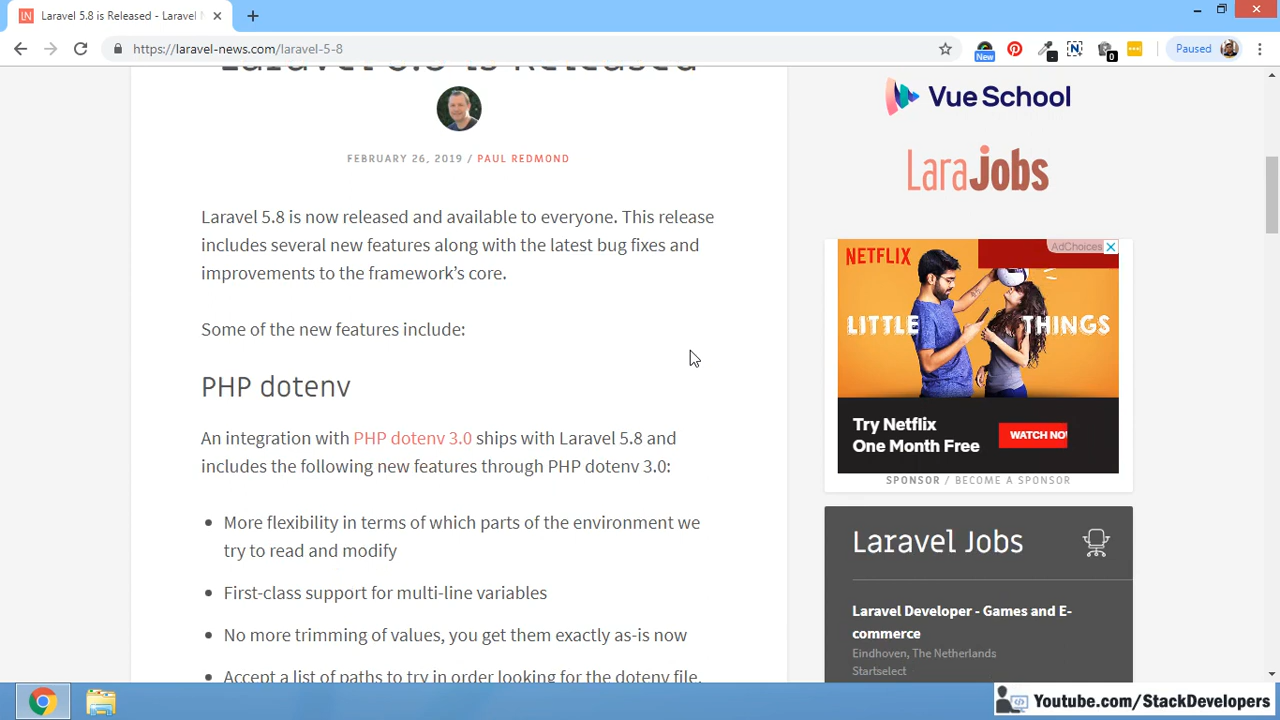 Laravel 5.8 is Released - Laravel N
https://laravel-news.com/laravel-5-8
New
0
Paused
Laravel 5.8 is Released
FEBRUARY 26, 2019 / PAUL REDMOND
Laravel 5.8 is now released and available to everyone. This release
includes several new features along with the latest bug fixes and
improvements to the framework’s core.
Some of the new features include:
PHP dotenv
An integration with PHP dotenv 3.0 ships with Laravel 5.8 and
includes the following new features through PHP dotenv 3.0:
• More flexibility in terms of which parts of the environment we
try to read and modify
• First-class support for multi-line variables
• No more trimming of values, you get them exactly as-is now
• Accept a list of paths to try in order looking for the dotenv file.
Vue School
Larajobs
AdChoices
NETFLIX
LITTLE THINGS
Try Netflix
One Month Free
WATCH NO
SPONSOR / BECOME A SPONSOR
Laravel Jobs
Laravel Developer - Games and E-
commerce
Eindhoven, The Netherlands
Startselect
Youtube.com/StackDevelopers